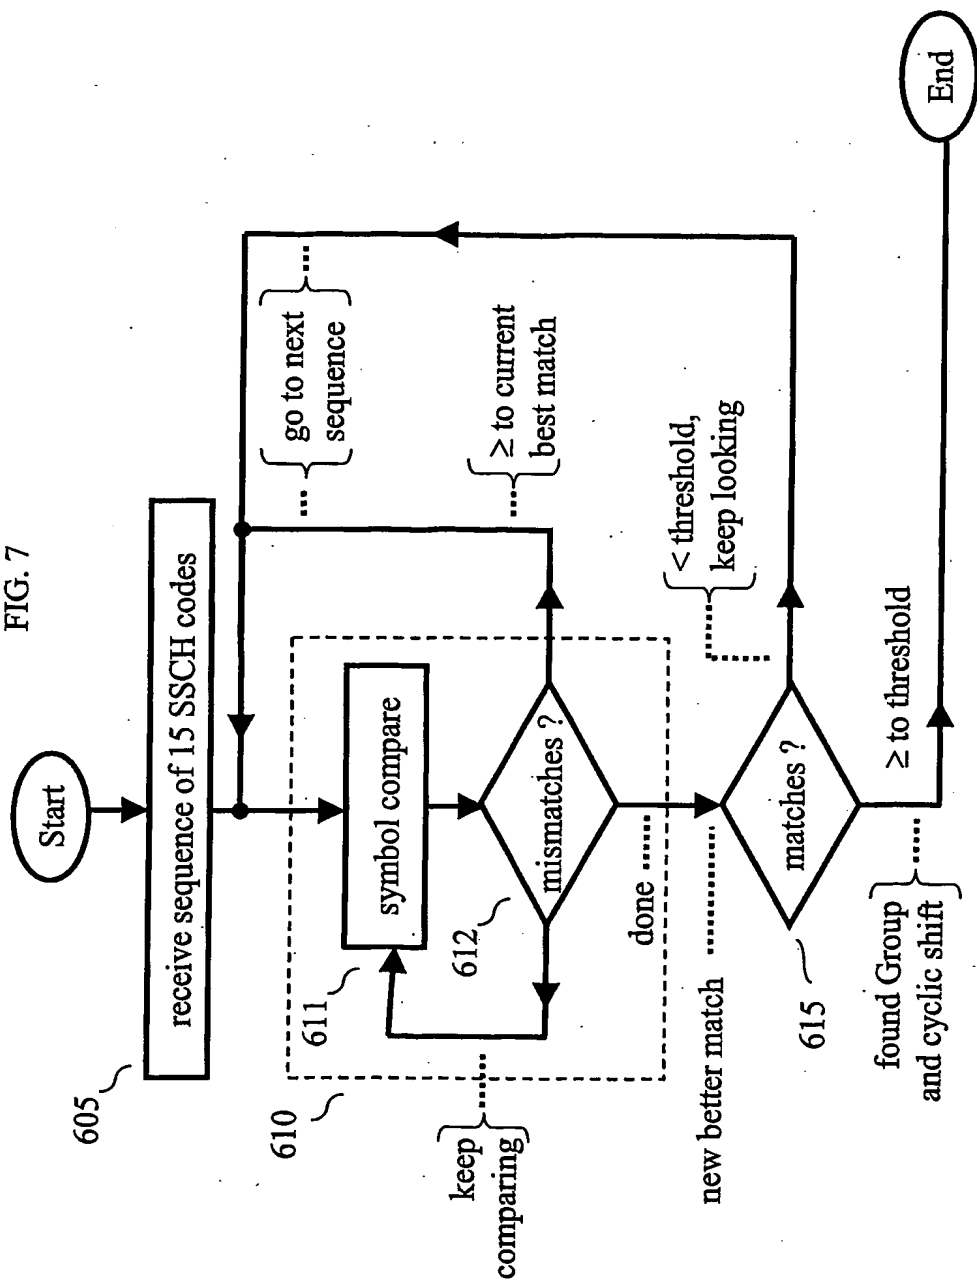 FIG. 7
Start
605
receive sequence of 15 SSCH codes
go to next
sequence
610
611
symbol compare
612
mismatches ?
≥ to current
best match
keep
comparing
done
new better match
615
matches ?
< threshold,
keep looking
found Group
and cyclic shift
≥ to threshold
End